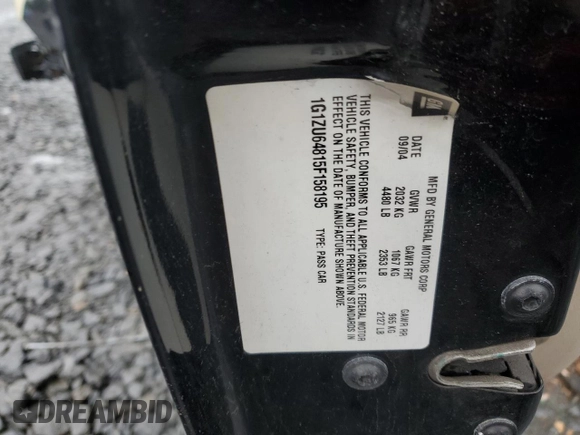 GM
MFD BY GENERAL MOTORS CORP
DATE GVWR GAWR FRT GAWR RR
09/04 2032 KG 1067 KG 965 KG
4480 LB 2353 LB 2127 LB
THIS VEHICLE CONFORMS TO ALL APPLICABLE U.S. FEDERAL MOTOR
VEHICLE SAFETY, BUMPER, AND THEFT PREVENTION STANDARDS IN
EFFECT ON THE DATE OF MANUFACTURE SHOWN ABOVE.
1G1ZU64815F158195 TYPE: PASS CAR
DREAMBID